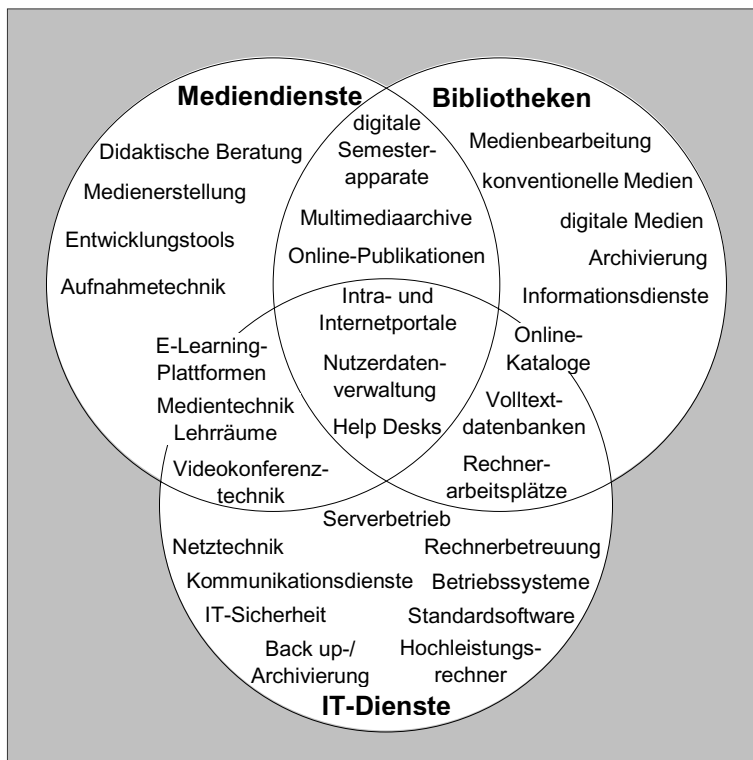 Mediendienste
Bibliotheken
Didaktische Beratung
Medienerstellung
Entwicklungstools
Aufnahmetechnik
digitale
Semester-
apparate
Multimediaarchive
Online-Publikationen
Medienbearbeitung
konventionelle Medien
digitale Medien
Archivierung
Informationsdienste
E-Learning-
Plattformen
Medientechnik
Lehrräume
Videokonferenz-
technik
Intra- und
Internetportale
Nutzerdaten-
verwaltung
Help Desks
Online-
Kataloge
Volltext-
datenbanken
Rechner-
arbeitsplätze
Serverbetrieb
Netztechnik
Rechnerbetreuung
Kommunikationsdienste
Betriebssysteme
IT-Sicherheit
Standardsoftware
Back up-/
Archivierung
Hochleistungs-
rechner
IT-Dienste